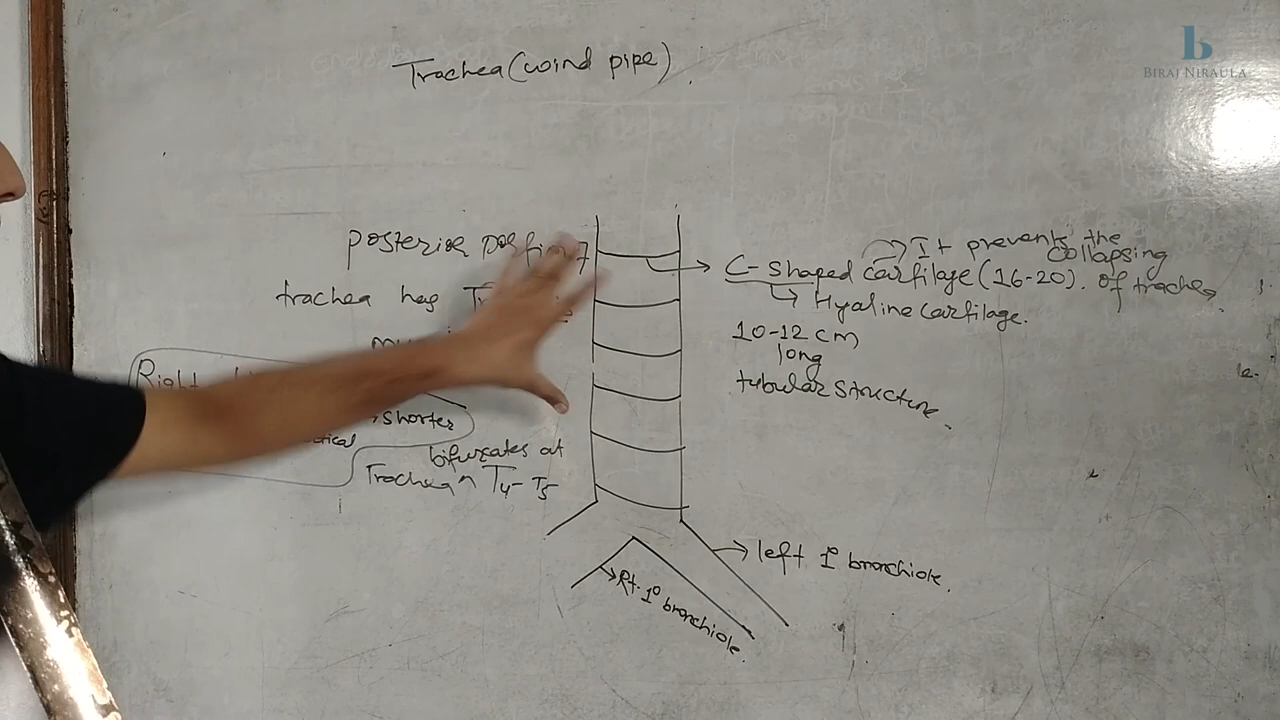 Trachea (wind pipe).
BIRAJ NIRAULA
posterior
trachea has
Right
shorter
bifurcates at
Trachea ^ T4 - T5
It prevents the
collapsing
C-shaped cartilage (16-20). of trachea
Hyaline cartilage.
10-12 cm
long
tubular structure.
left 1° bronchiole.
Rt. 1° bronchiole.